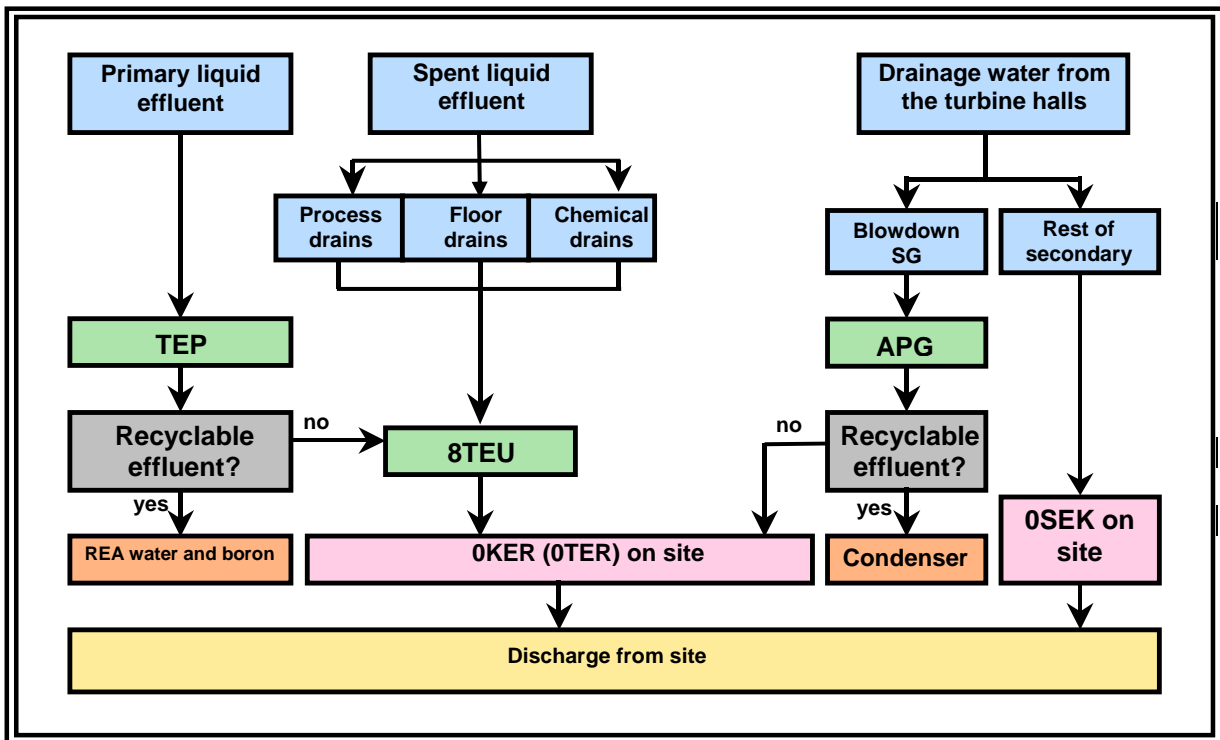 Primary liquid
effluent
Spent liquid
effluent
Drainage water from
the turbine halls
Process
drains
Floor
drains
Chemical
drains
Blowdown
SG
Rest of
secondary
TEP
APG
Recyclable
effluent?
no
8TEU
no
Recyclable
effluent?
yes
yes
REA water and boron
0KER (0TER) on site
Condenser
0SEK on
site
Discharge from site